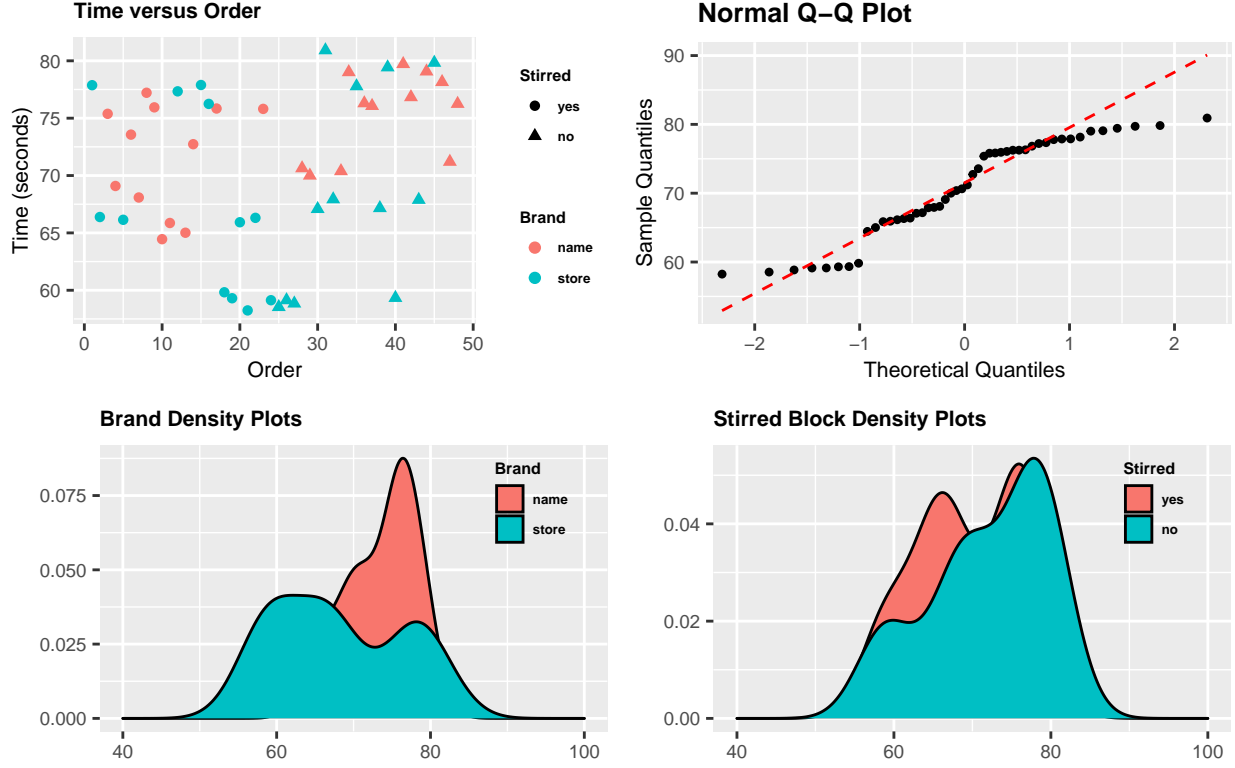 Time versus Order
80
75
70
65
60
Time (seconds)
0
10
20
30
40
50
Order
Stirred
yes
no
Brand
name
store
Normal Q−Q Plot
90
80
70
60
Sample Quantiles
−2
−1
0
1
2
Theoretical Quantiles
Brand Density Plots
0.075
0.050
0.025
0.000
40
60
80
100
Brand
name
store
Stirred Block Density Plots
0.04
0.02
0.00
40
60
80
100
Stirred
yes
no